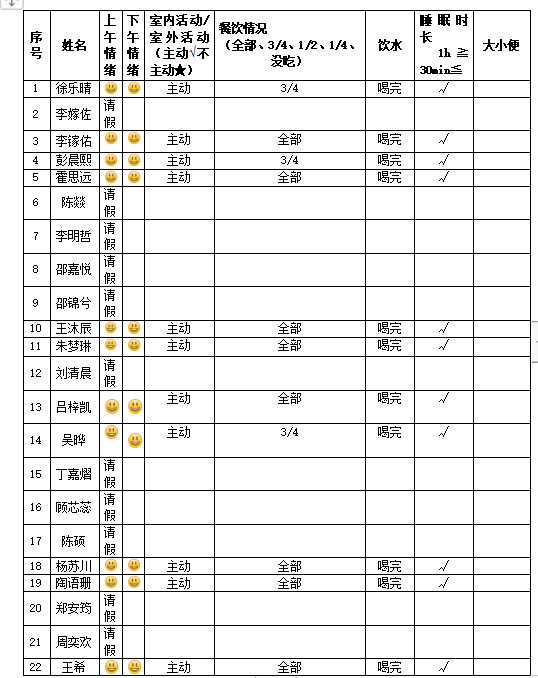 序号 姓名 上午情绪 下午情绪 室内活动/室外活动（主动√不主动★） 餐饮情况（全部、3/4、1/2、1/4、没吃） 饮水 睡眠时长 1h ≧ 30min≦ 大小便
1 徐乐晴 主动 3/4 喝完 √
2 李嫁佐 请假
3 李镓佑 主动 全部 喝完 √
4 彭晨熙 主动 3/4 喝完 √
5 霍思远 主动 全部 喝完 √
6 陈燚 请假
7 李明哲 请假
8 邵嘉悦 请假
9 邵锦兮 请假
10 王沐辰 主动 全部 喝完 √
11 朱梦琳 主动 全部 喝完 √
12 刘清晨 请假
13 吕梓凯 主动 全部 喝完 √
14 吴晔 主动 3/4 喝完 √
15 丁嘉熠 请假
16 顾芯蕊 请假
17 陈硕 请假
18 杨苏川 主动 全部 喝完 √
19 陶语珊 主动 全部 喝完 √
20 郑安筠 请假
21 周奕欢 请假
22 王希 主动 全部 喝完 √